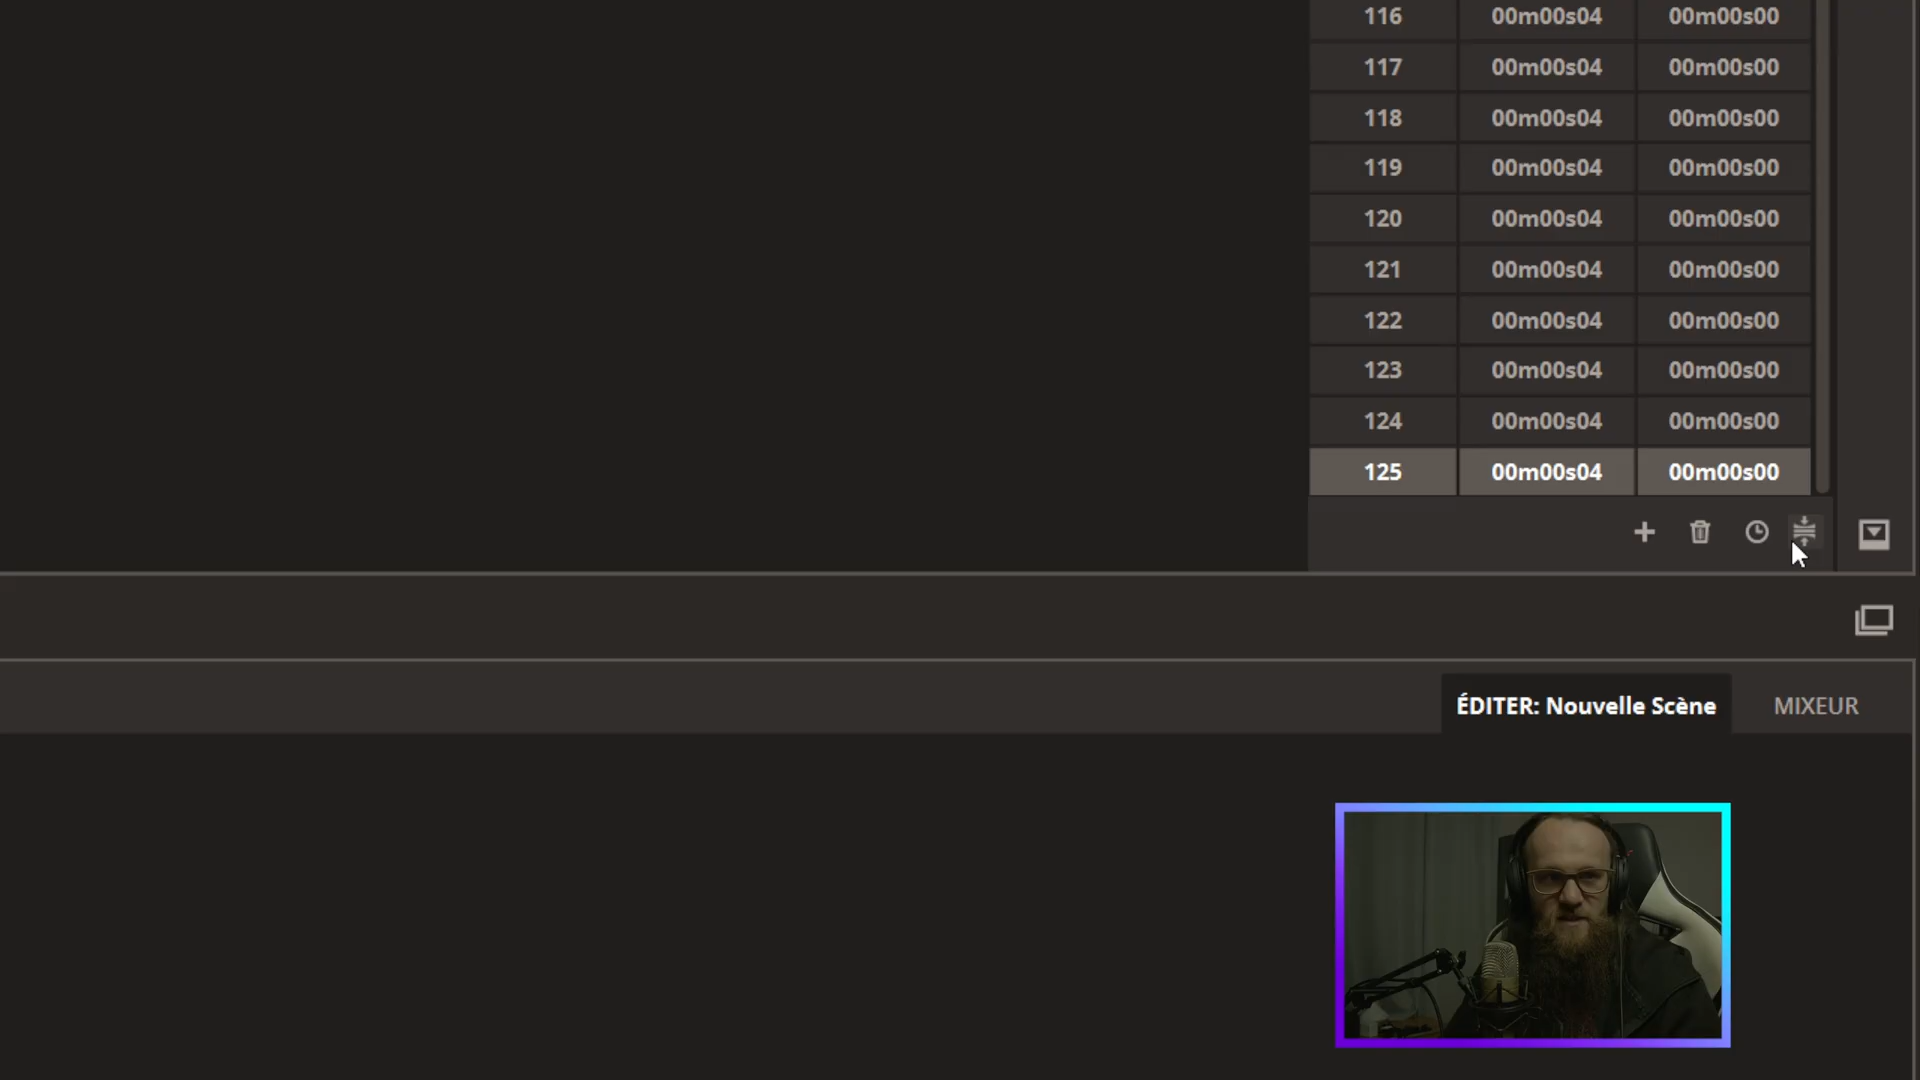 116 00m00s04 00m00s00
117 00m00s04 00m00s00
118 00m00s04 00m00s00
119 00m00s04 00m00s00
120 00m00s04 00m00s00
121 00m00s04 00m00s00
122 00m00s04 00m00s00
123 00m00s04 00m00s00
124 00m00s04 00m00s00
125 00m00s04 00m00s00
ÉDITER: Nouvelle Scène MIXEUR